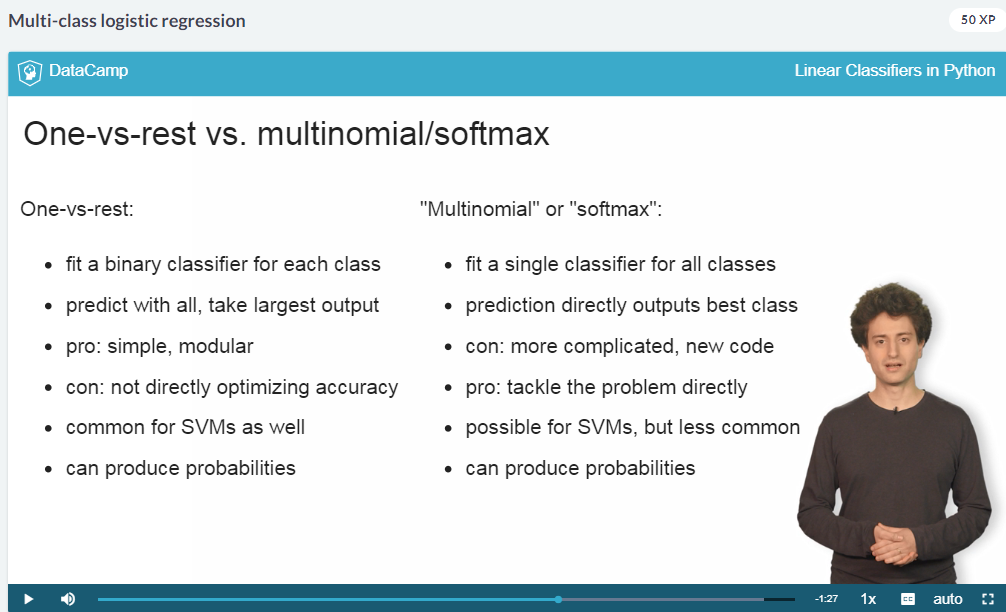 Multi-class logistic regression
50 XP
DataCamp
Linear Classifiers in Python
One-vs-rest vs. multinomial/softmax
One-vs-rest:
fit a binary classifier for each class
predict with all, take largest output
pro: simple, modular
con: not directly optimizing accuracy
common for SVMs as well
can produce probabilities
"Multinomial" or "softmax":
fit a single classifier for all classes
prediction directly outputs best class
con: more complicated, new code
pro: tackle the problem directly
possible for SVMs, but less common
can produce probabilities
-1:27
1x
CC
auto